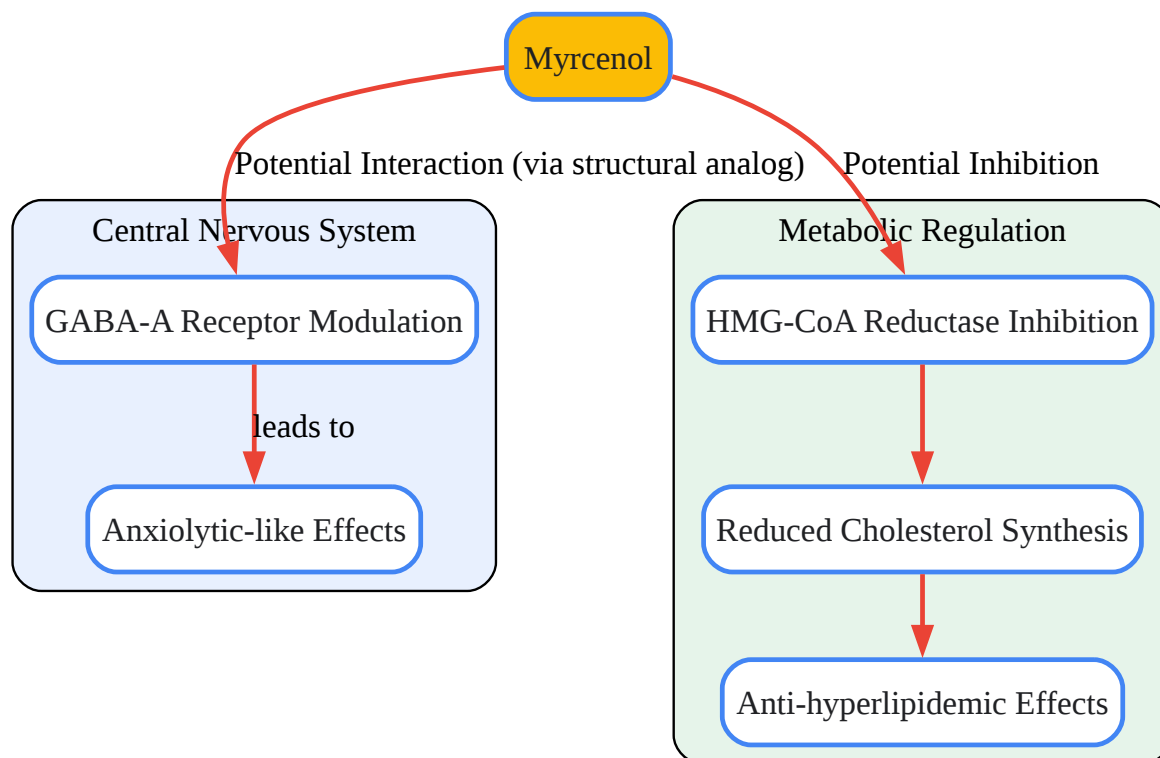 Myrcenol
Potential Interaction (via structural analog)
Potential Inhibition
Central Nervous System
GABA-A Receptor Modulation
leads to
Anxiolytic-like Effects
Metabolic Regulation
HMG-CoA Reductase Inhibition
Reduced Cholesterol Synthesis
Anti-hyperlipidemic Effects